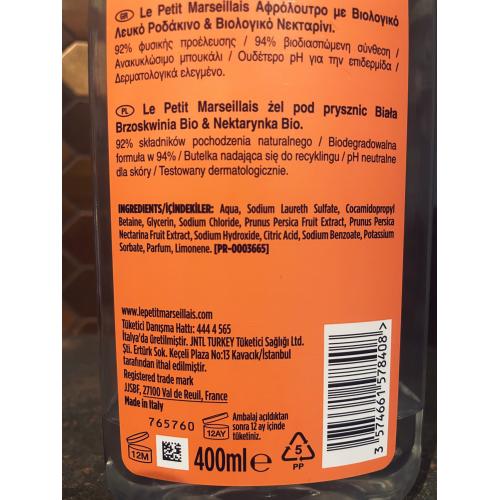 GR Le Petit Marseillais Αφρόλουτρο με Βιολογικό
Λευκό Ροδάκινο & Βιολογικό Νεκταρίνι.
92% φυσικής προέλευσης / 94% βιοδιασπώμενη σύνθεση /
Ανακυκλώσιμο μπουκάλι / Ουδέτερο pH για την επιδερμίδα /
Δερματολογικά ελεγμένο.
PL Le Petit Marseillais żel pod prysznic Biała
Brzoskwinia Bio & Nektarynka Bio.
92% składników pochodzenia naturalnego / Biodegradowalna
formuła w 94% / Butelka nadająca się do recyklingu / pH neutralne
dla skóry / Testowany dermatologicznie.
INGREDIENTS/İÇİNDEKİLER: Aqua, Sodium Laureth Sulfate, Cocamidopropyl
Betaine, Glycerin, Sodium Chloride, Prunus Persica Fruit Extract, Prunus Persica
Nectarina Fruit Extract, Sodium Hydroxide, Citric Acid, Sodium Benzoate, Potassium
Sorbate, Parfum, Limonene. [PR-0003665]
www.lepetitmarseillais.com
Tüketici Danışma Hattı: 444 4 565
İtalya'da üretilmiştir. JNTL TURKEY Tüketici Sağlığı Ltd.
Şti. Ertürk Sok. Keçeli Plaza No:13 Kavacık/İstanbul
tarafından ithal edilmiştir.
Registered trade mark
JJSBF, 27100 Val de Reuil, France
Made in Italy
765760
12M
12AY
Ambalaj açıldıktan
sonra 12 ay içinde
tüketiniz.
400ml e
5
PP
3 574661 578408 >